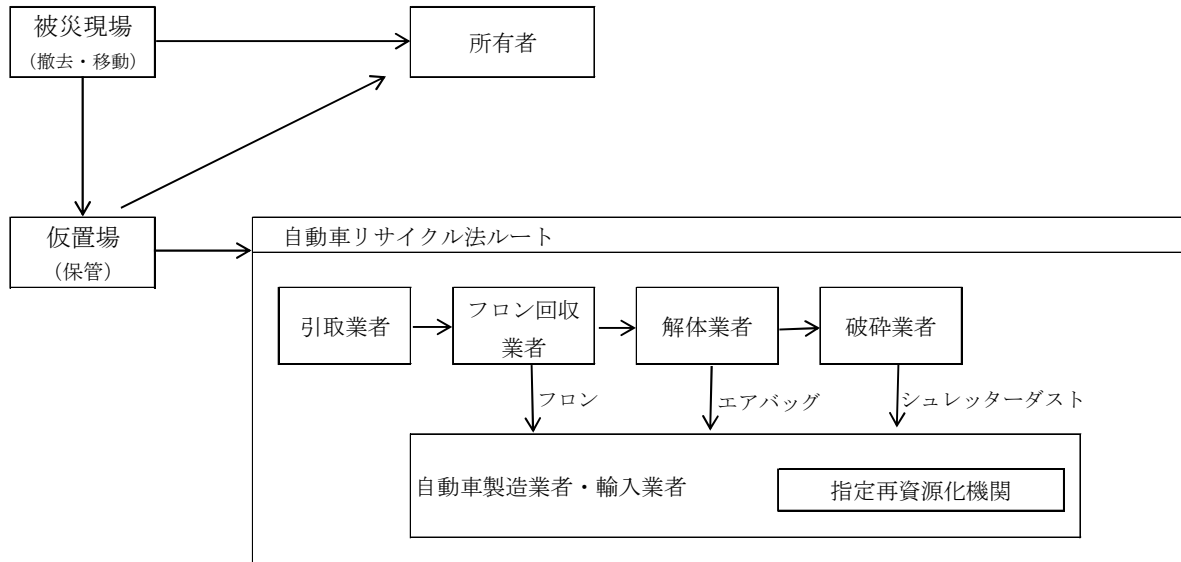 被災現場
（撤去・移動）
所有者
仮置場
（保管）
自動車リサイクル法ルート
引取業者
フロン回収
業者
解体業者
破砕業者
フロン
エアバッグ
シュレッターダスト
自動車製造業者・輸入業者
指定再資源化機関